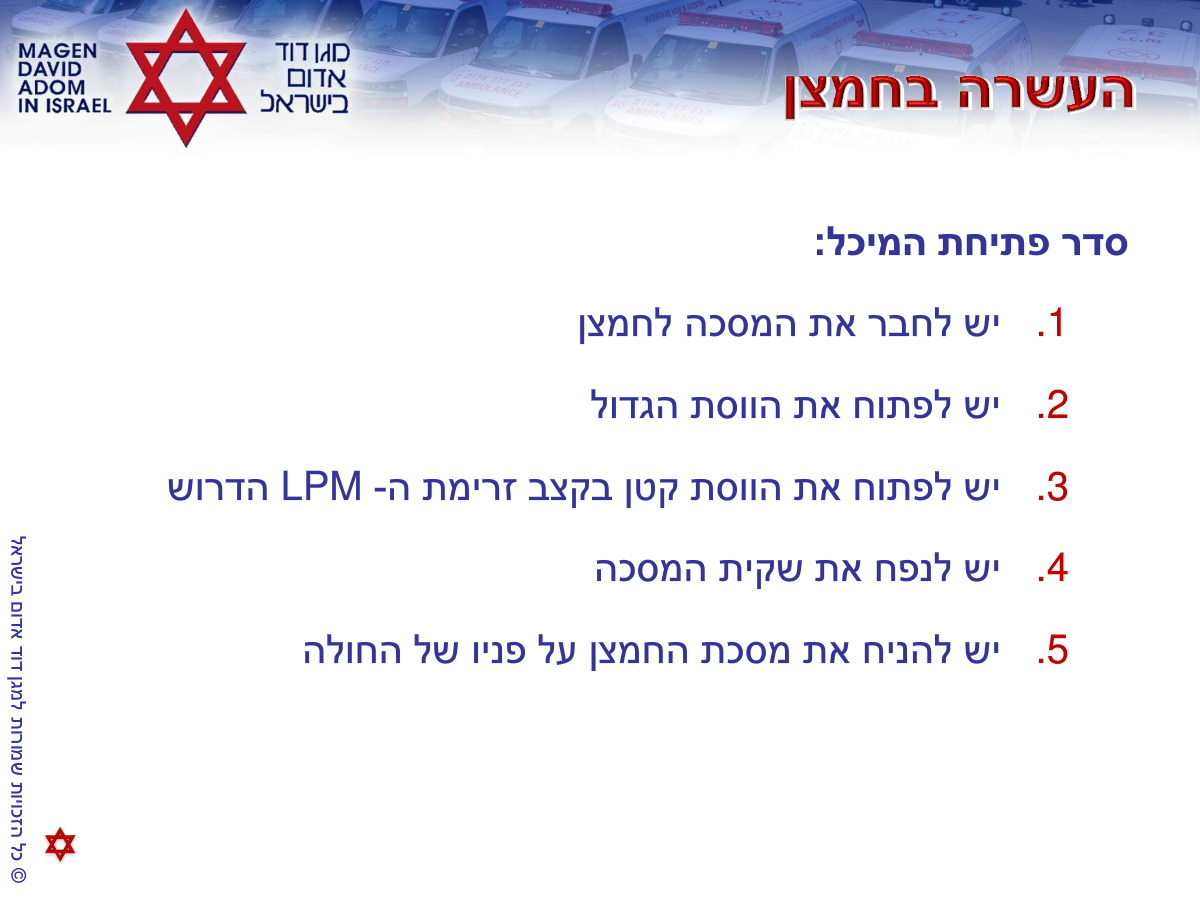 MAGEN
DAVID
ADOM
IN ISRAEL
מגן דוד
אדום
בישראל
העשרה בחמצן
סדר פתיחת המיכל:
1. יש לחבר את המסכה לחמצן
2. יש לפתוח את הווסת הגדול
3. יש לפתוח את הווסת קטן בקצב זרימת ה- LPM הדרוש
4. יש לנפח את שקית המסכה
5. יש להניח את מסכת החמצן על פניו של החולה
© כל הזכויות שמורות למגן דוד אדום בישראל